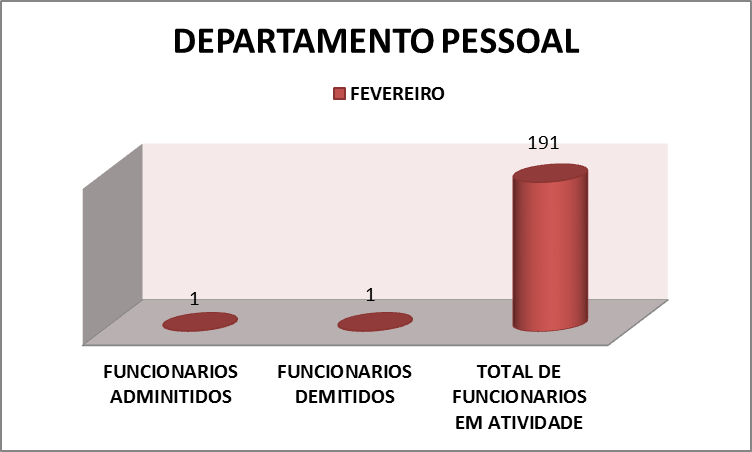 DEPARTAMENTO PESSOAL
FEVEREIRO
191
1
1
FUNCIONARIOS
ADMINITIDOS
FUNCIONARIOS
DEMITIDOS
TOTAL DE
FUNCIONARIOS
EM ATIVIDADE